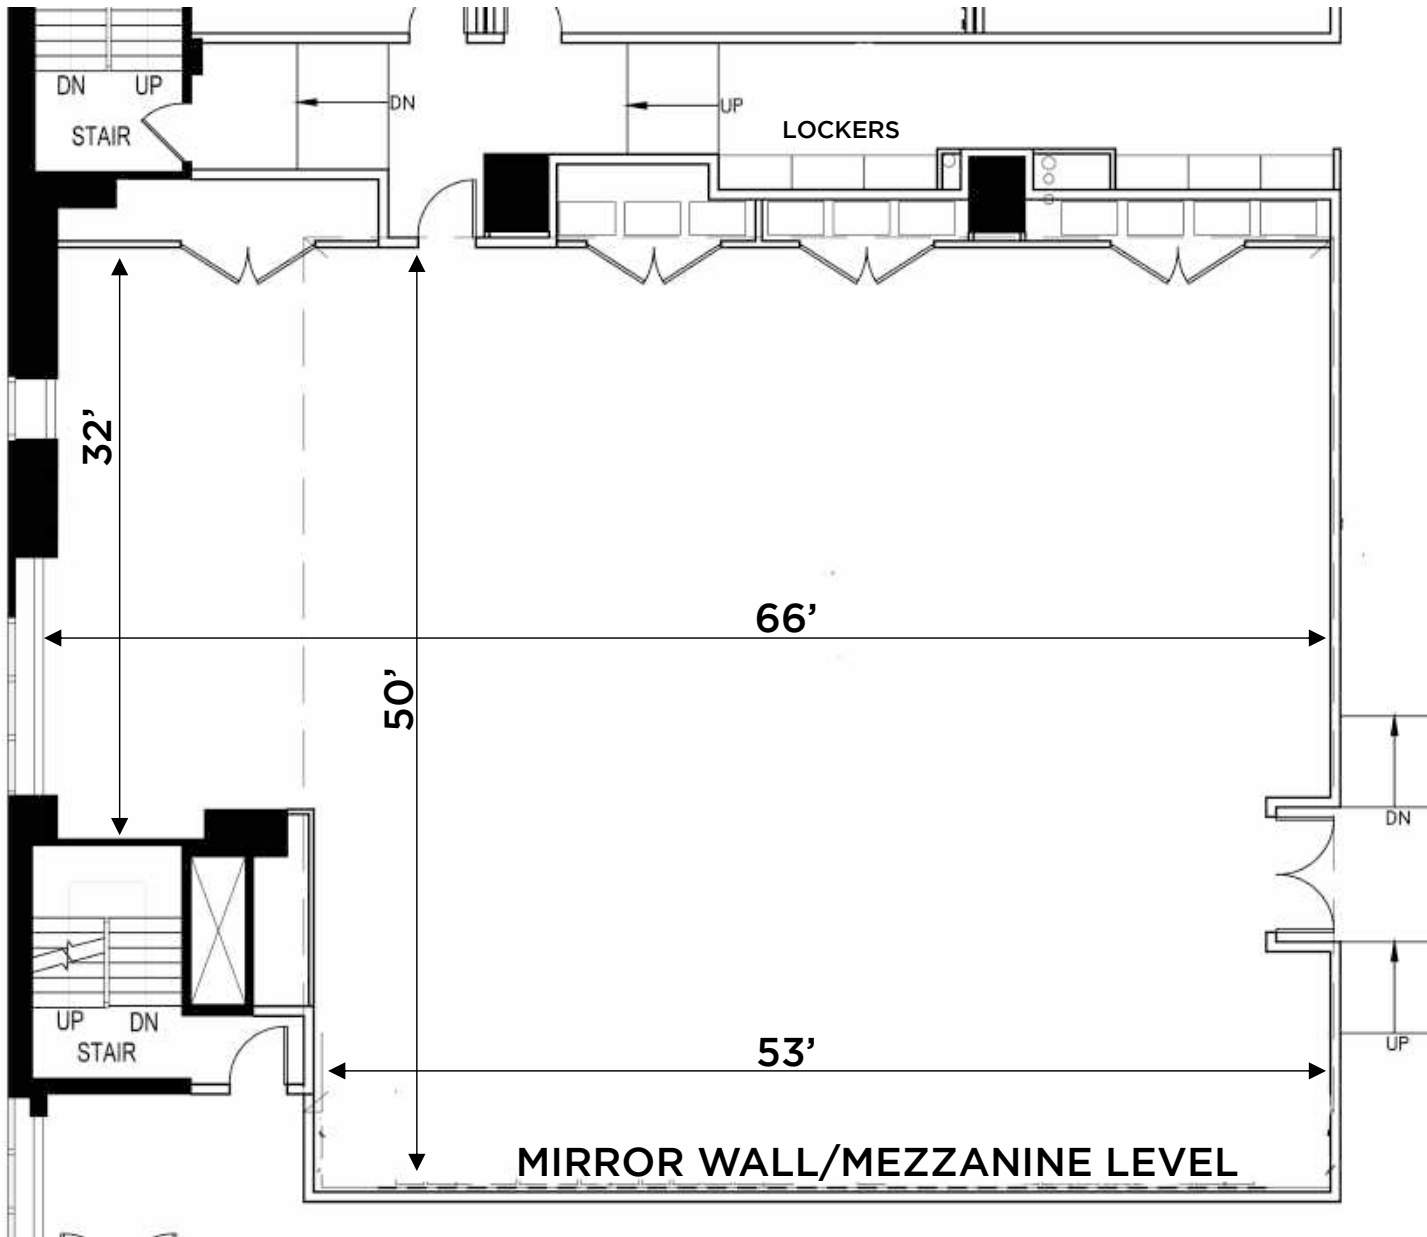 DN UP
STAIR
DN
UP
LOCKERS
32’
66’
50’
DN
UP DN
STAIR
UP
53’
MIRROR WALL/MEZZANINE LEVEL